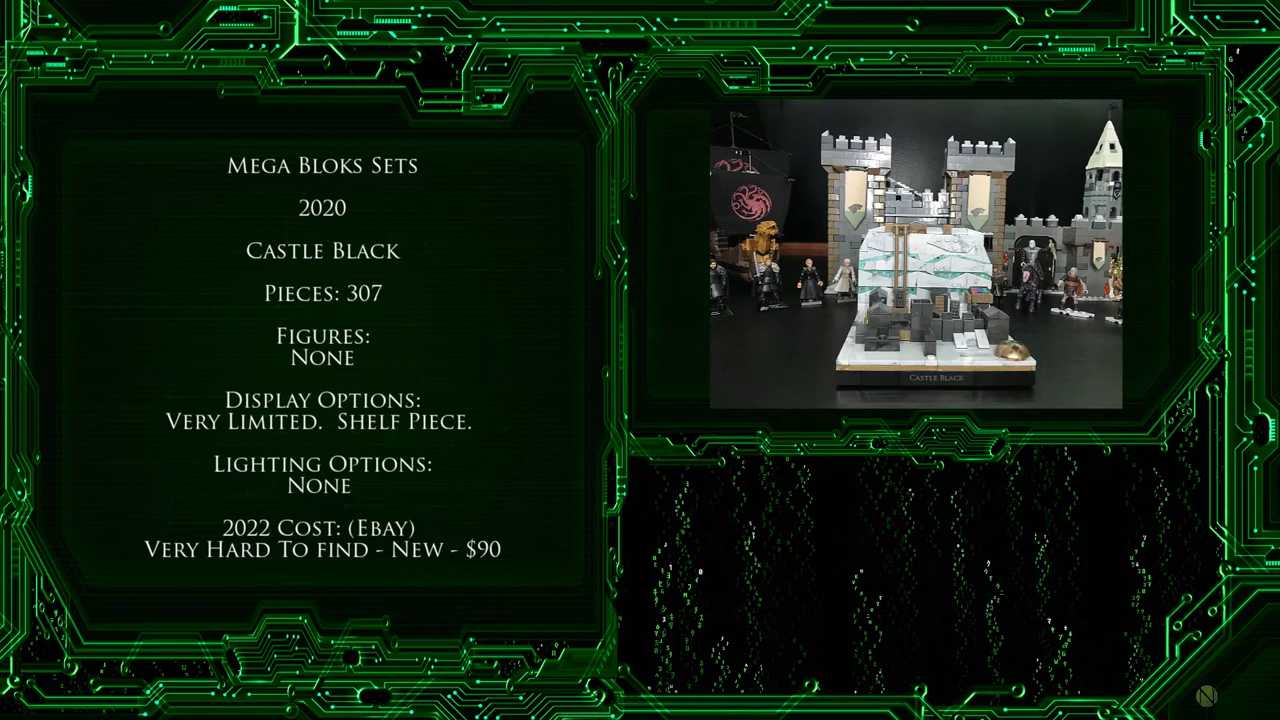 Mega Bloks Sets
2020
Castle Black
Pieces: 307
Figures:
None
Display Options:
Very Limited.  Shelf Piece.
Lighting Options:
None
2022 Cost: (Ebay)
Very Hard To find - New - $90
Castle Black